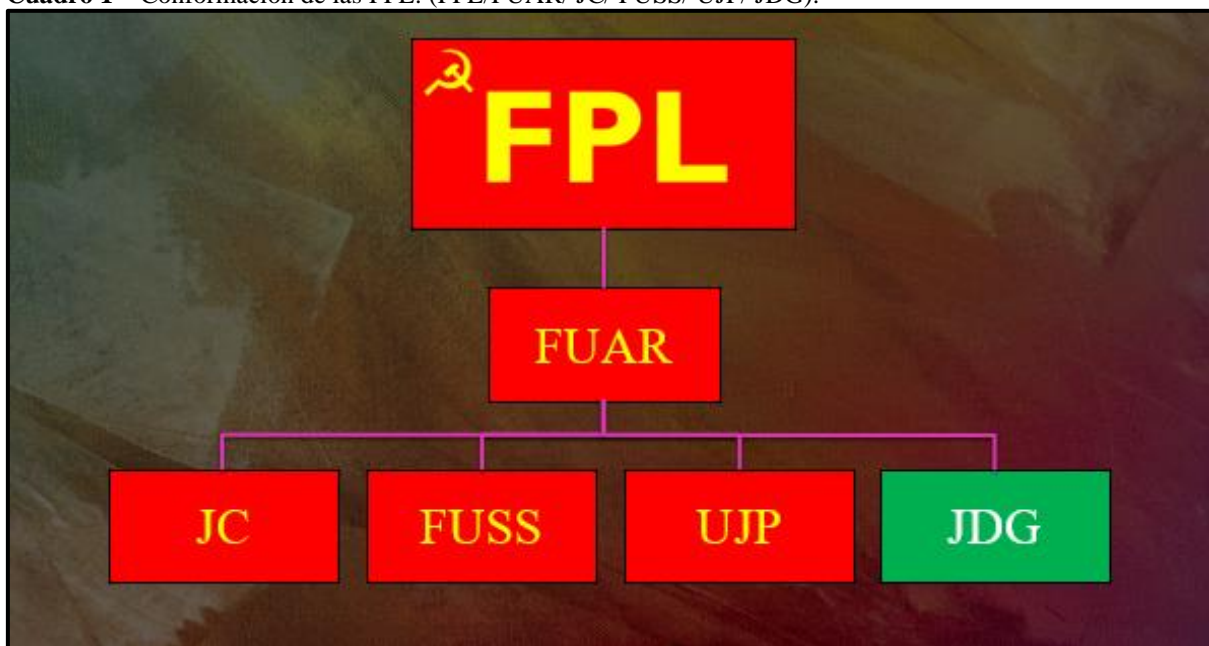 Cuadro 1 – Conformación de las FPL. (FPL/FUAR/ JC/ FUSS/ UJP/ JDG).
FPL
FUAR
JC FUSS UJP JDG